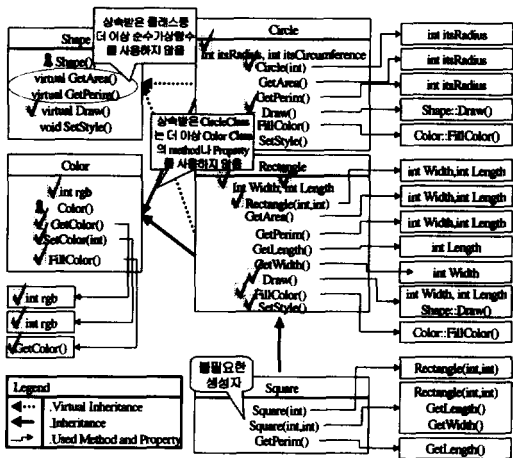 상속받은 클래스중
더 이상 순수가상함수
를 사용하지 않음
Shape
Shape()
virtual GetArea()
virtual GetPerim()
virtual Draw()
void SetStyle()
Circle
int itsRadius, int itsCircumference
Circle(int)
GetArea()
GetPerim()
Draw()
FillColor()
SetStyle()
int itsRadius
int itsRadius
int itsRadius
Shape::Draw()
Color::FillColor()
상속받은 CircleClass
는 더 이상 Color Class
의 method나 Property
를 사용하지 않음
Color
int rgb
Color()
GetColor()
SetColor(int)
FillColor()
int rgb
int rgb
GetColor()
Rectangle
int Width, int Length
Rectangle(int,int)
GetArea()
GetPerim()
GetLength()
GetWidth()
Draw()
FillColor()
SetStyle()
int Width,int Length
int Width,int Length
int Width,int Length
int Length
int Width
int Width, int Length
Shape::Draw()
Color::FillColor()
불필요한
생성자
Square
Square(int)
Square(int,int)
GetPerim()
Rectangle(int,int)
Rectangle(int,int)
GetLength()
GetWidth()
GetLength()
Legend
.Virtual Inheritance
.Inheritance
.Used Method and Property